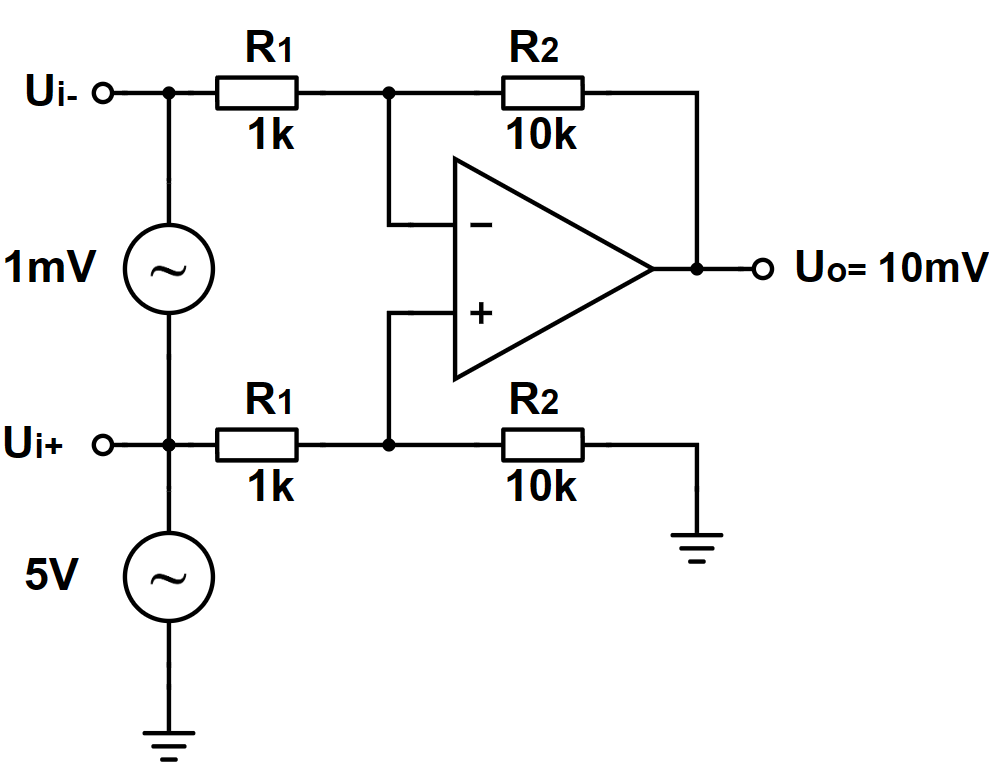 R1
R2
Ui-
1k
10k
−
1mV
~
Uo= 10mV
+
R1
R2
Ui+
1k
10k
5V
~